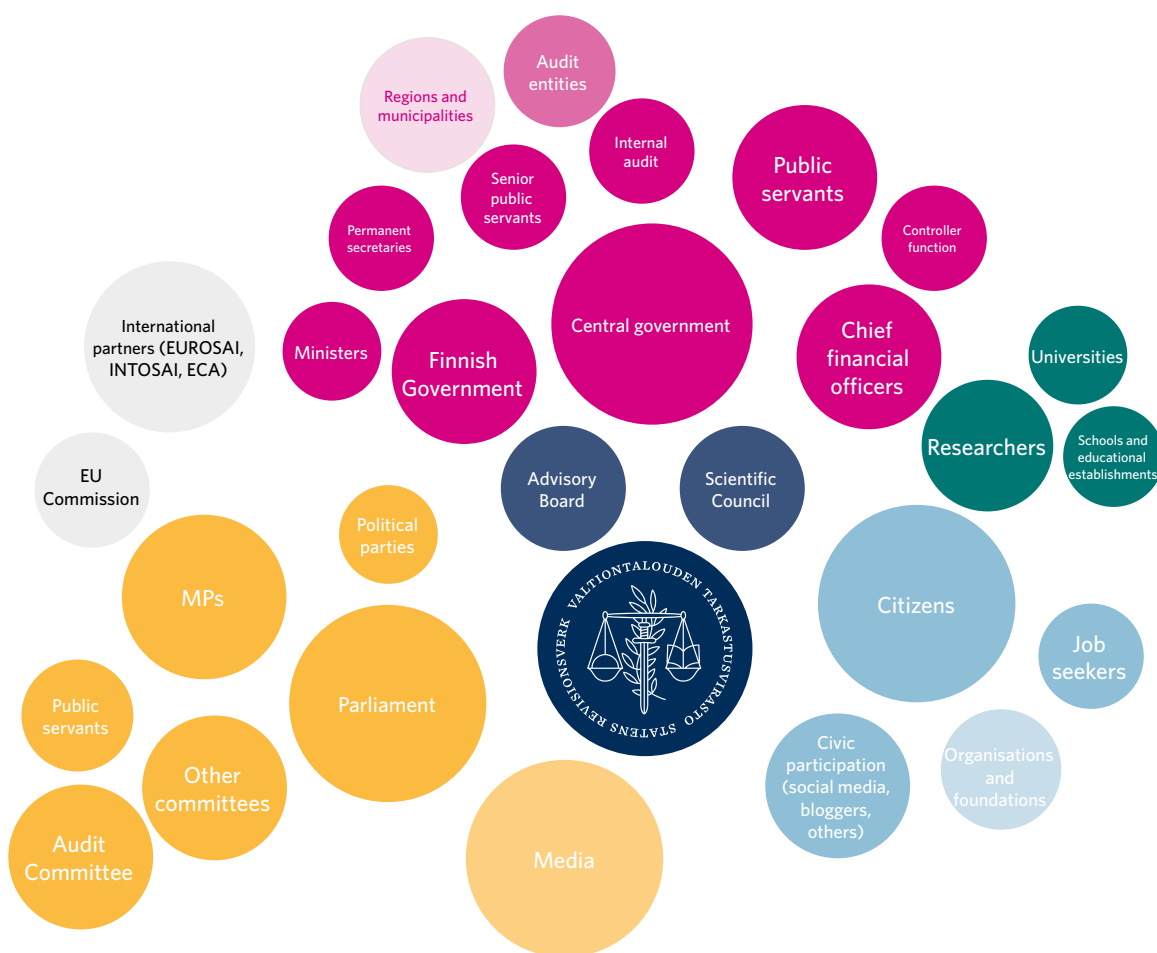 Audit
entities
Regions and
municipalities
Internal
audit
Public
servants
Senior
public
servants
Permanent
secretaries
Controller
function
International
partners (EUROSAI,
INTOSAI, ECA)
Ministers
Finnish
Government
Central government
Chief
financial
officers
Universities
Researchers
Schools and
educational
establishments
EU
Commission
Advisory
Board
Scientific
Council
Political
parties
MPs
VALTIONTALOUDEN TARKASTUSVIRASTO
STATENS REVISIONSVERK
Citizens
Job
seekers
Public
servants
Parliament
Other
committees
Civic
participation
(social media,
bloggers,
others)
Organisations
and
foundations
Audit
Committee
Media